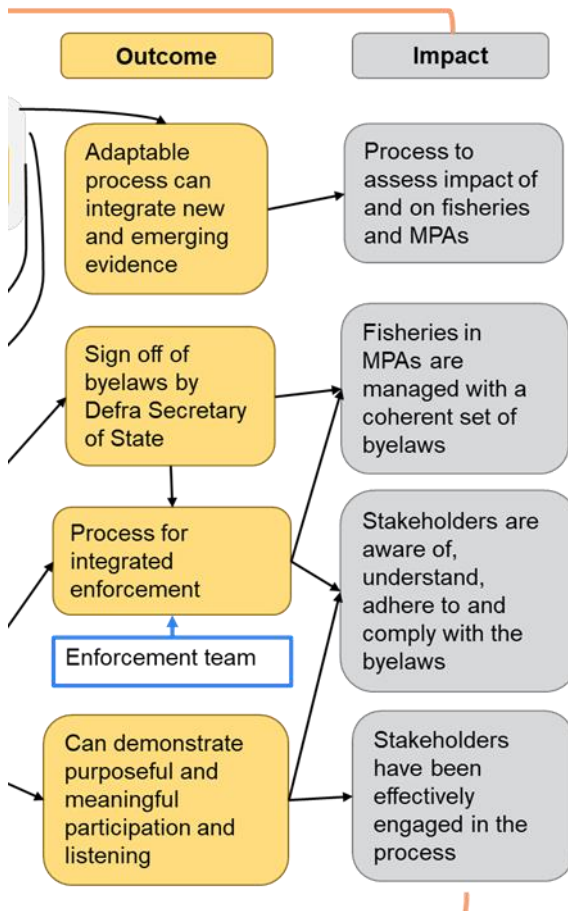 Outcome
Impact
Adaptable
process can
integrate new
and emerging
evidence
Process to
assess impact of
and on fisheries
and MPAs
Sign off of
byelaws by
Defra Secretary
of State
Fisheries in
MPAs are
managed with a
coherent set of
byelaws
Process for
integrated
enforcement
Enforcement team
Stakeholders are
aware of,
understand,
adhere to and
comply with the
byelaws
Can demonstrate
purposeful and
meaningful
participation and
listening
Stakeholders
have been
effectively
engaged in the
process